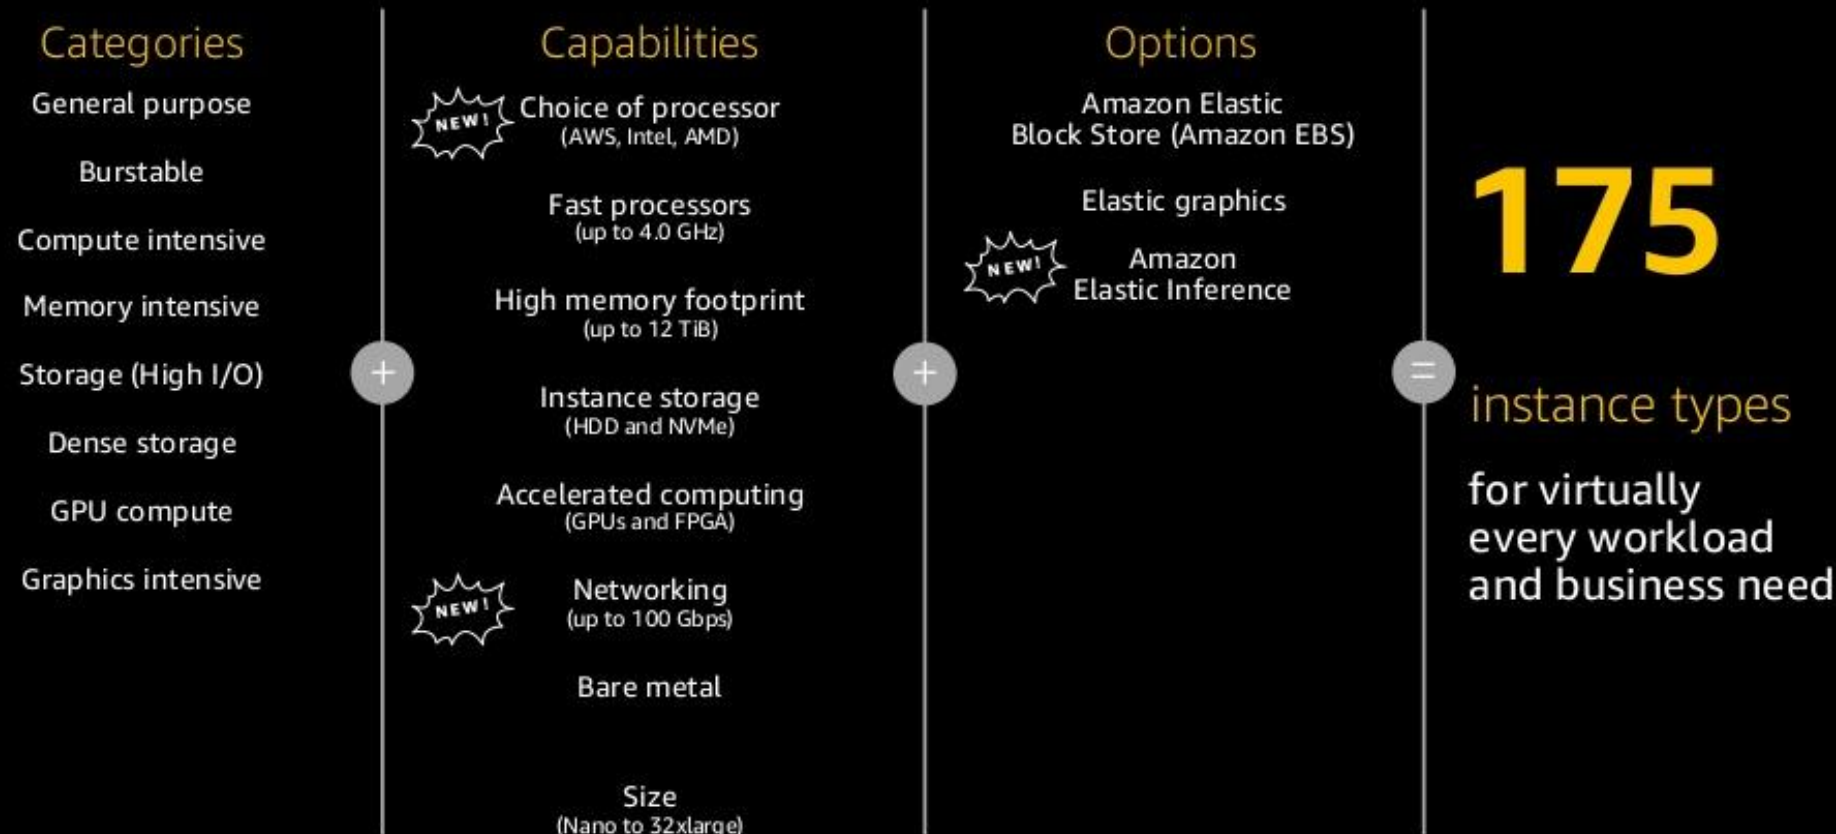 Categories
General purpose
Burstable
Compute intensive
Memory intensive
Storage (High I/O)
Dense storage
GPU compute
Graphics intensive
+
Capabilities
NEW!
Choice of processor
(AWS, Intel, AMD)
Fast processors
(up to 4.0 GHz)
High memory footprint
(up to 12 TiB)
Instance storage
(HDD and NVMe)
Accelerated computing
(GPUs and FPGA)
NEW!
Networking
(up to 100 Gbps)
Bare metal
Size
(Nano to 32xlarge)
+
Options
Amazon Elastic
Block Store (Amazon EBS)
Elastic graphics
NEW!
Amazon
Elastic Inference
=
175
instance types
for virtually
every workload
and business need